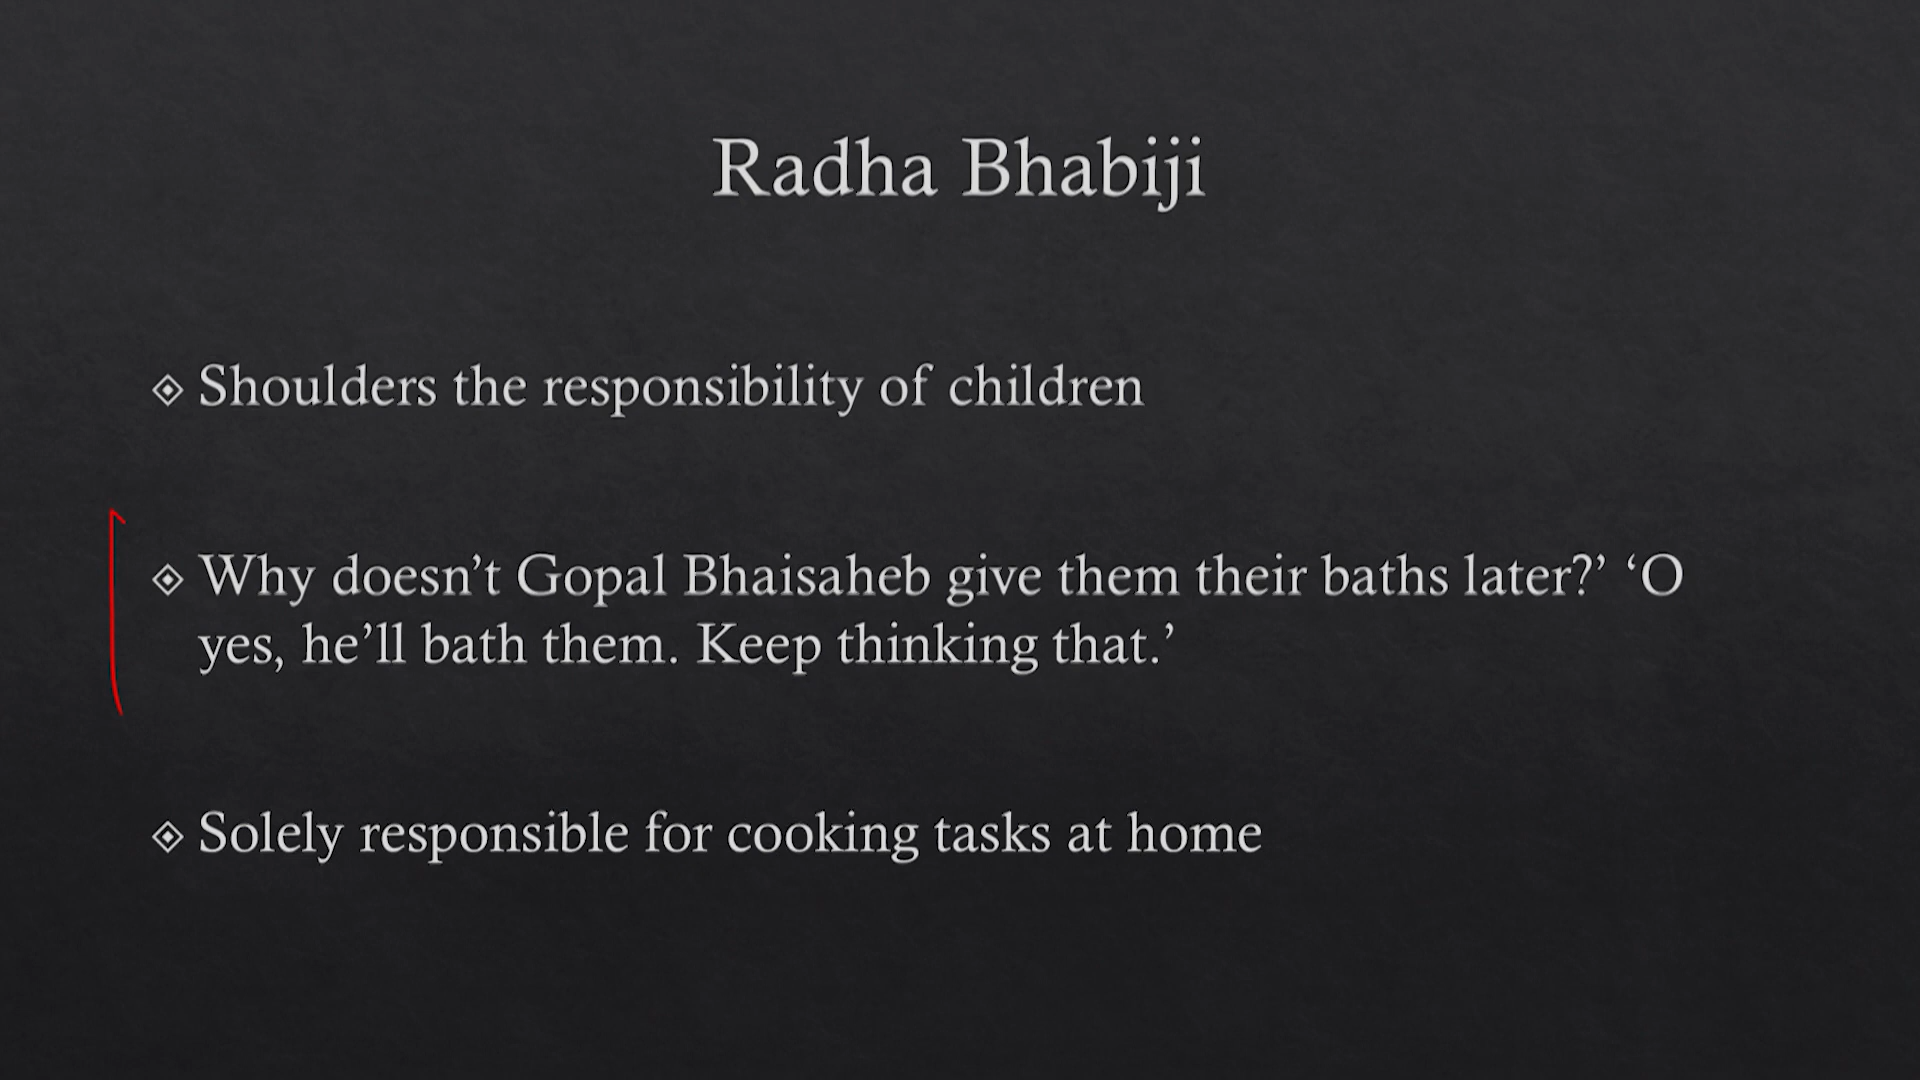 Radha Bhabiji
Shoulders the responsibility of children
Why doesn’t Gopal Bhaisaheb give them their baths later?’ ‘O
yes, he’ll bath them. Keep thinking that.’
Solely responsible for cooking tasks at home